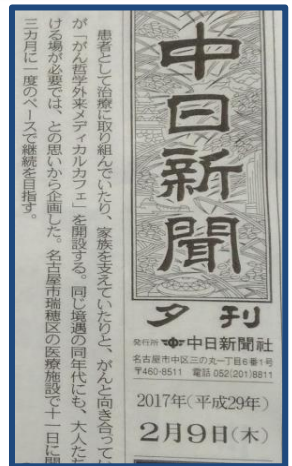 中日新聞
夕刊
発行所 中日新聞社
名古屋市中区三の丸一丁目6番1号
〒460-8511 電話 052(201)8811
2017年(平成29年)
2月9日(木)
患者として治療に取り組んでいたり、家族を支えていたりと、がんと向き合ってい
が「がん哲学外来メディカルカフェ」を開設する。同じ境遇の同年代にも、大人たち
ける場が必要では、との思いから企画した。名古屋市瑞穂区の医療施設で十一日に開
三カ月に一度のペースで継続を目指す。